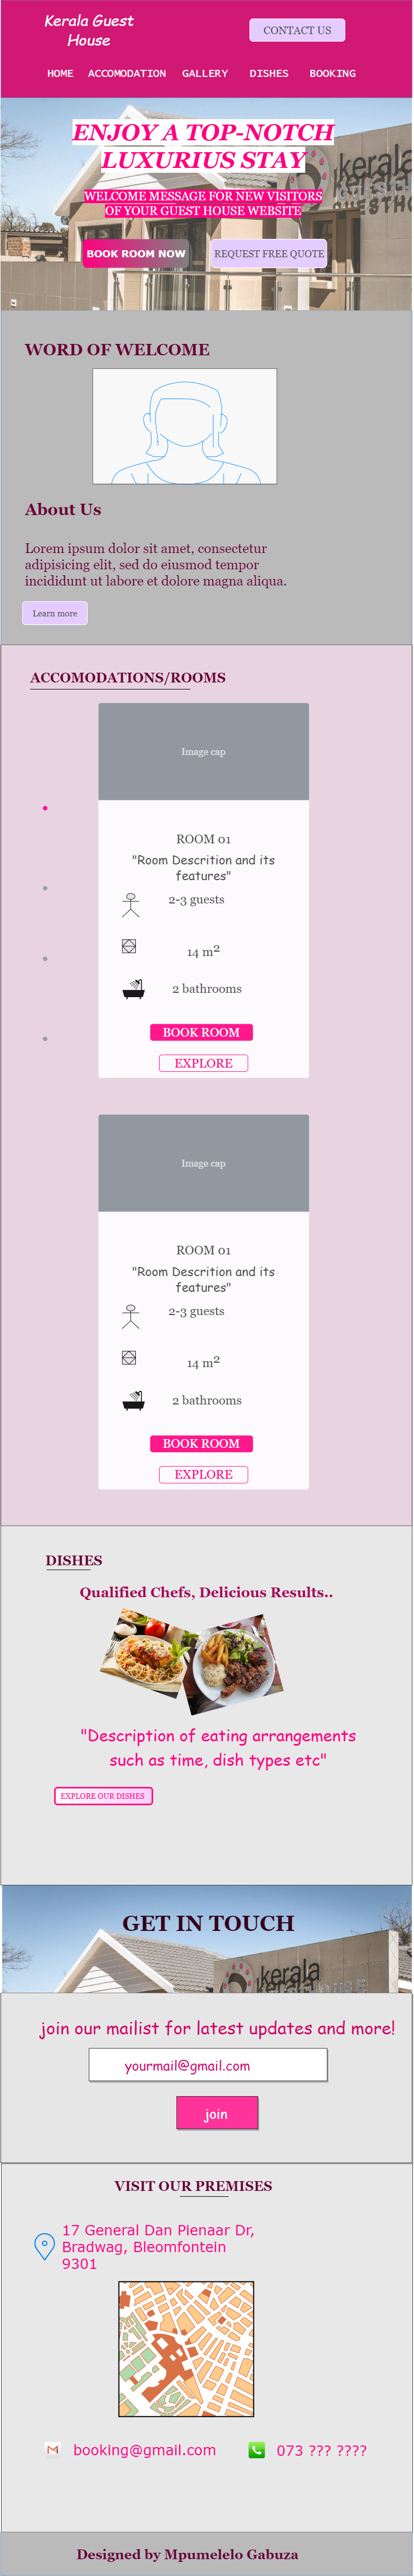 Kerala Guest
House
CONTACT US
HOME ACCOMODATION GALLERY DISHES BOOKING
ENJOY A TOP-NOTCH
LUXURIUS STAY
WELCOME MESSAGE FOR NEW VISITORS
OF YOUR GUEST HOUSE WEBSITE
kerala
BOOK ROOM NOW
REQUEST FREE QUOTE
WORD OF WELCOME
About Us
Lorem ipsum dolor sit amet, consectetur
adipisicing elit, sed do eiusmod tempor
incididunt ut labore et dolore magna aliqua.
Learn more
ACCOMODATIONS/ROOMS
Image cap
ROOM 01
"Room Descrition and its
features"
2-3 guests
14 m2
2 bathrooms
BOOK ROOM
EXPLORE
Image cap
ROOM 01
"Room Descrition and its
features"
2-3 guests
14 m2
2 bathrooms
BOOK ROOM
EXPLORE
DISHES
Qualified Chefs, Delicious Results..
"Description of eating arrangements
such as time, dish types etc"
EXPLORE OUR DISHES
GET IN TOUCH
kerala
join our mailist for latest updates and more!
yourmail@gmail.com
join
VISIT OUR PREMISES
17 General Dan Pienaar Dr,
Bradwag, Bleomfontein
9301
booking@gmail.com
073 ??? ????
Designed by Mpumelelo Gabuza